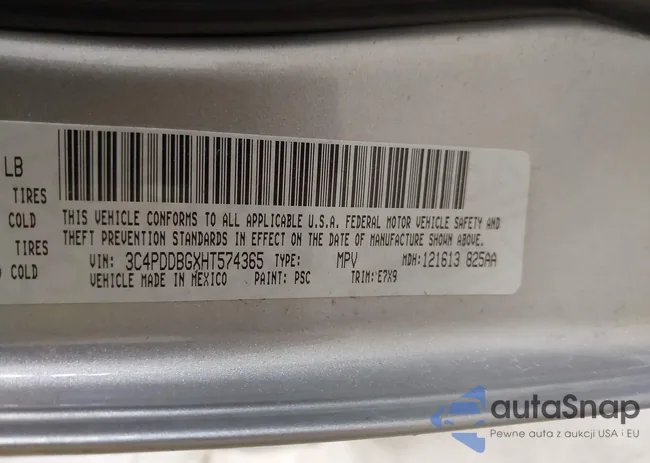 LB
TIRES
COLD THIS VEHICLE CONFORMS TO ALL APPLICABLE U.S.A. FEDERAL MOTOR VEHICLE SAFETY AND
TIRES THEFT PREVENTION STANDARDS IN EFFECT ON THE DATE OF MANUFACTURE SHOWN ABOVE.
COLD VIN: 3C4PDDBGXHT574365 TYPE: MPV MDH: 121613 825AA
VEHICLE MADE IN MEXICO PAINT: PSC TRIM: E7X9
autaSnap
Pewne auta z aukcji USA i EU